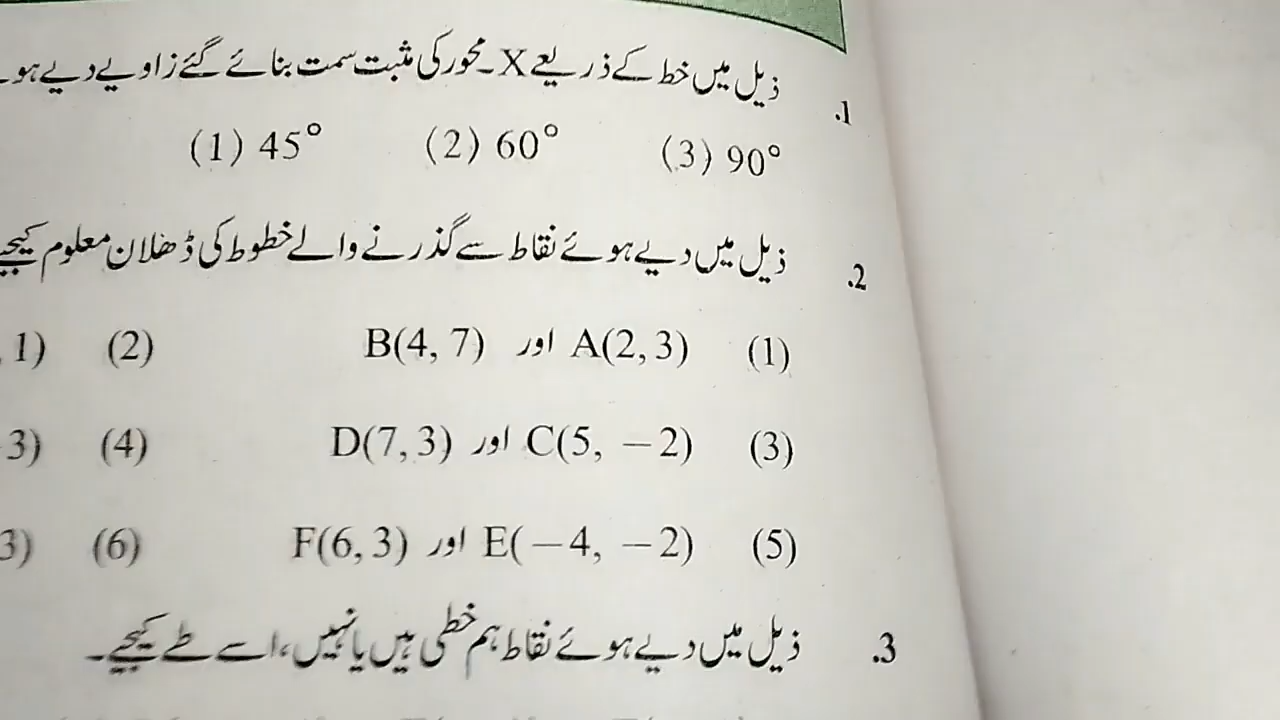 1. ذیل میں خط کے ذریعے X۔محور کی مثبت سمت بنائے گئے زاویے دیے
(1) 45° (2) 60° (3) 90°
2. ذیل میں دیے ہوئے نقاط سے گذرنے والے خطوط کی ڈھلان معلوم کیجیے
(1) A(2, 3) اور B(4, 7) (2) 1)
(3) C(5, −2) اور D(7, 3) (4) 3)
(5) E(−4, −2) اور F(6, 3) (6) 3)
3. ذیل میں دیے ہوئے نقاط ہم خطی ہیں یا نہیں، اسے طے کیجیے۔